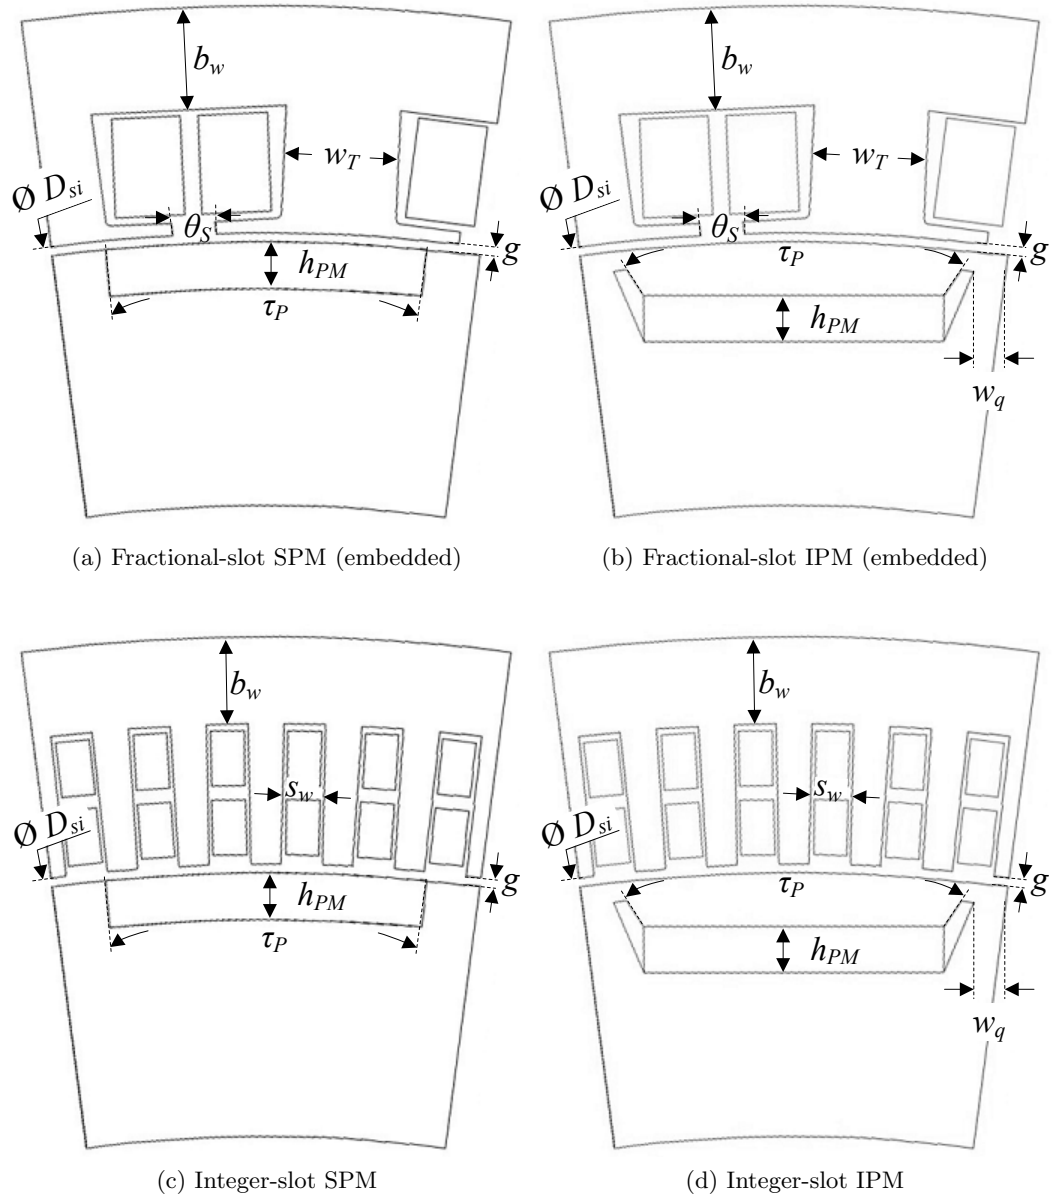 b_w
b_w
w_T
w_T
Ø D_si
Ø D_si
θ_S
θ_S
g
g
h_PM
τ_P
τ_P
h_PM
w_q
(a) Fractional-slot SPM (embedded)
(b) Fractional-slot IPM (embedded)
b_w
b_w
s_w
s_w
Ø D_si
Ø D_si
g
g
h_PM
τ_P
τ_P
h_PM
w_q
(c) Integer-slot SPM
(d) Integer-slot IPM